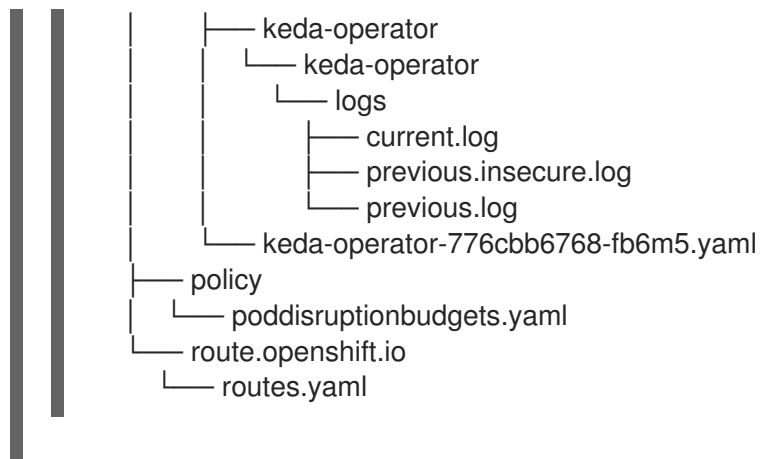 │ ├── keda-operator
│ │ └── keda-operator
│ │ └── logs
│ │ ├── current.log
│ │ ├── previous.insecure.log
│ │ └── previous.log
│ └── keda-operator-776cbb6768-fb6m5.yaml
├── policy
│ └── poddisruptionbudgets.yaml
└── route.openshift.io
└── routes.yaml